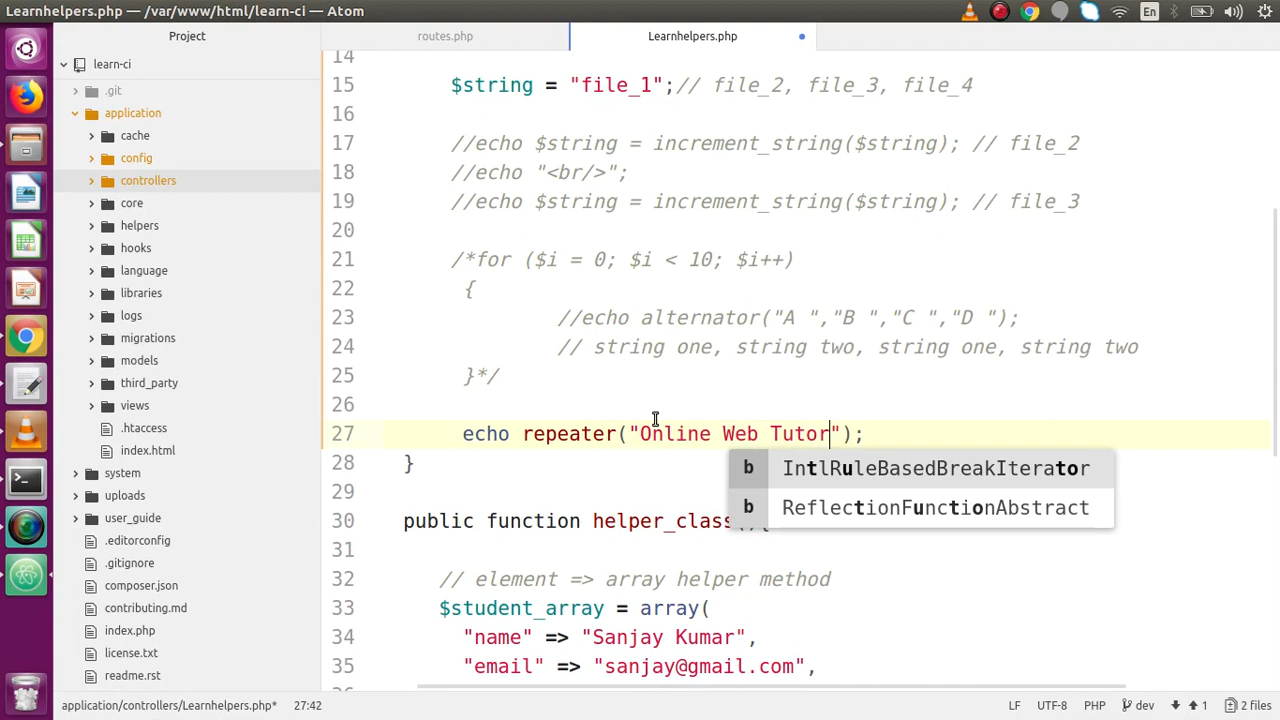 Learnhelpers.php — /var/www/html/learn-ci — Atom
En
Project
routes.php
Learnhelpers.php
learn-ci
.git
application
cache
config
controllers
core
helpers
hooks
language
libraries
logs
migrations
models
third_party
views
.htaccess
index.html
system
uploads
user_guide
.editorconfig
.gitignore
composer.json
contributing.md
index.php
license.txt
readme.rst
14
15 $string = "file_1";// file_2, file_3, file_4
16
17 //echo $string = increment_string($string); // file_2
18 //echo "<br/>";
19 //echo $string = increment_string($string); // file_3
20
21 /*for ($i = 0; $i < 10; $i++)
22 {
23 //echo alternator("A ","B ","C ","D ");
24 // string one, string two, string one, string two
25 }*/
26
27 echo repeater("Online Web Tutor");
b IntlRuleBasedBreakIterator
b ReflectionFunctionAbstract
28 }
29
30 public function helper_class(){
31
32 // element => array helper method
33 $student_array = array(
34 "name" => "Sanjay Kumar",
35 "email" => "sanjay@gmail.com",
application/controllers/Learnhelpers.php* 27:42
LF UTF-8 PHP dev 1 2 files